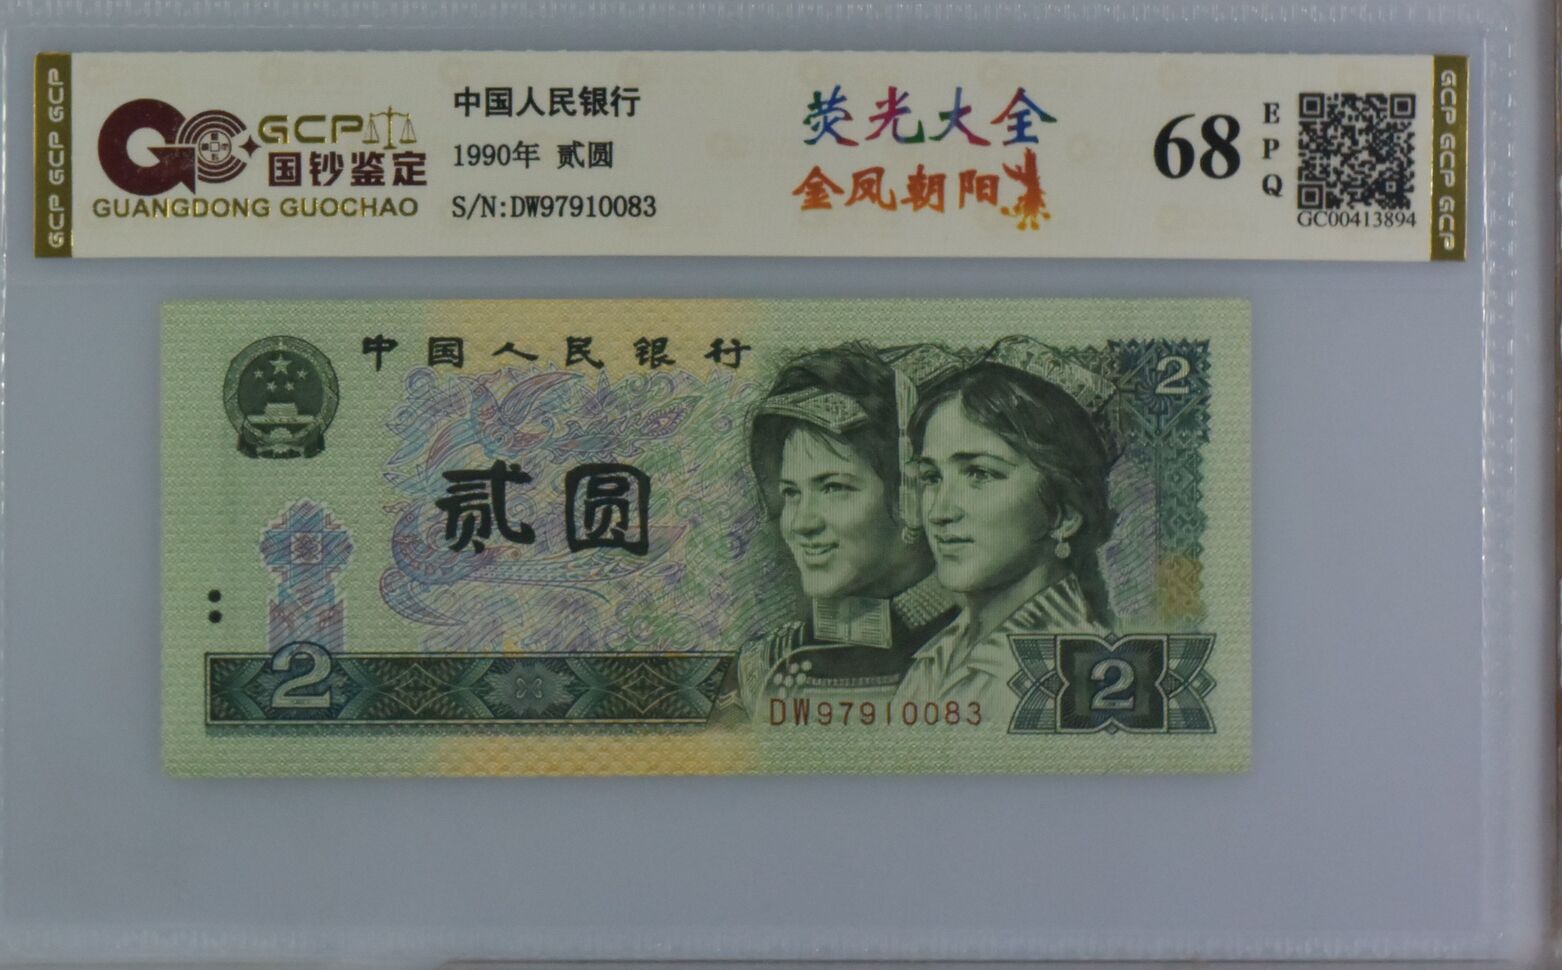 GCP GCP GCP
GCP
国钞鉴定
GUANGDONG GUOCHAO
中国人民银行
1990年 贰圆
S/N:DW97910083
荧光大全
金凤朝阳
68
EPQ
GC00413894
GCP GCP GCP
中国人民银行
2
贰圆
2
2
DW97910083